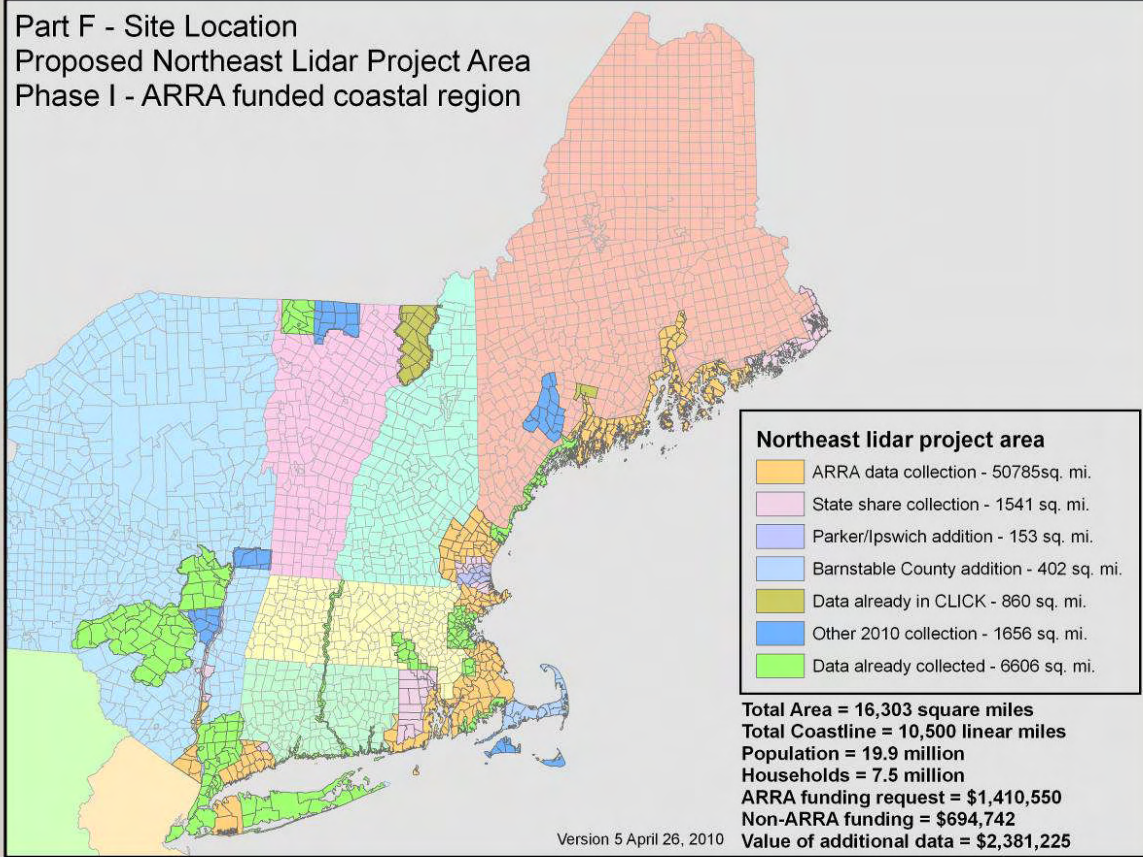 Part F - Site Location
Proposed Northeast Lidar Project Area
Phase I - ARRA funded coastal region
Northeast lidar project area
ARRA data collection - 50785sq. mi.
State share collection - 1541 sq. mi.
Parker/Ipswich addition - 153 sq. mi.
Barnstable County addition - 402 sq. mi.
Data already in CLICK - 860 sq. mi.
Other 2010 collection - 1656 sq. mi.
Data already collected - 6606 sq. mi.
Total Area = 16,303 square miles
Total Coastline = 10,500 linear miles
Population = 19.9 million
Households = 7.5 million
ARRA funding request = $1,410,550
Non-ARRA funding = $694,742
Value of additional data = $2,381,225
Version 5 April 26, 2010